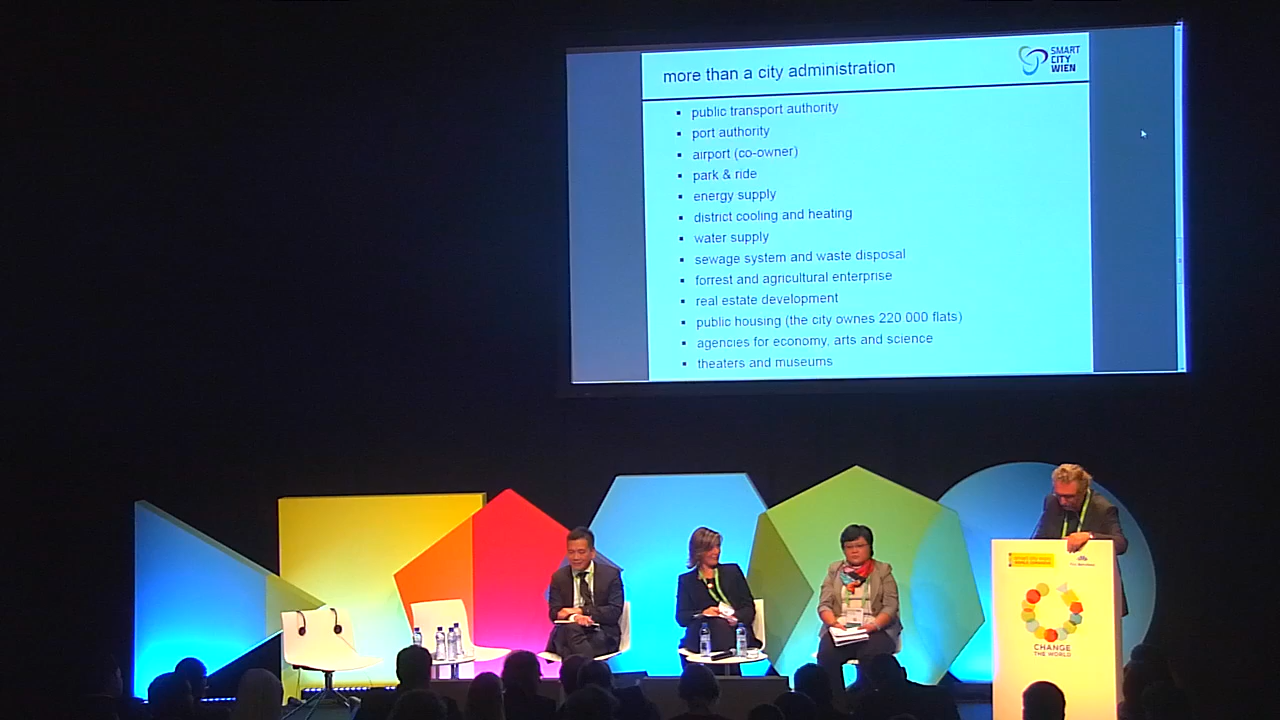 more than a city administration
SMART
CITY
WIEN
▪ public transport authority
▪ port authority
▪ airport (co-owner)
▪ park & ride
▪ energy supply
▪ district cooling and heating
▪ water supply
▪ sewage system and waste disposal
▪ forrest and agricultural enterprise
▪ real estate development
▪ public housing (the city ownes 220 000 flats)
▪ agencies for economy, arts and science
▪ theaters and museums
CHANGE
THE WORLD